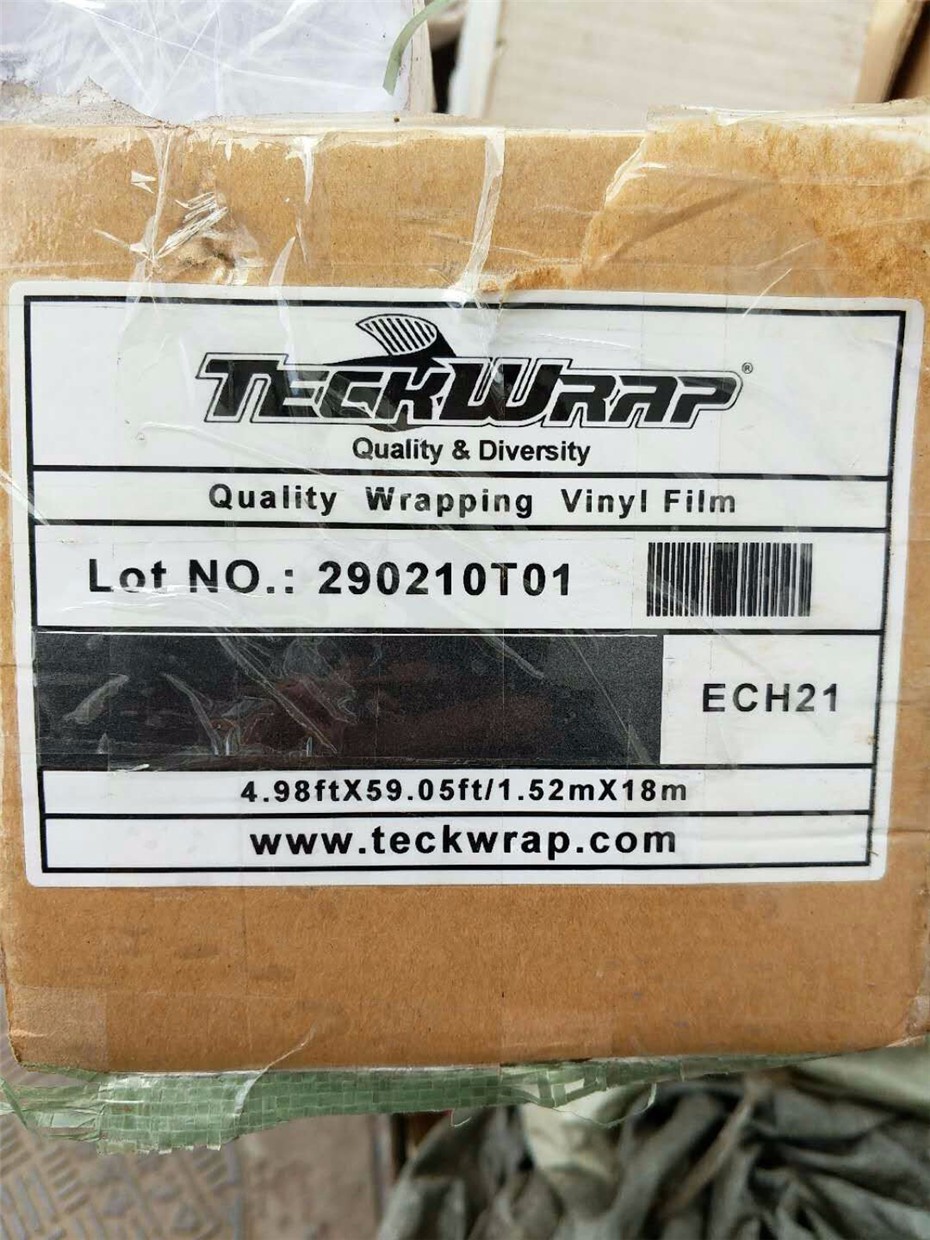 TECKWRAP®
Quality & Diversity
Quality Wrapping Vinyl Film
Lot NO.: 290210T01
ECH21
4.98ftX59.05ft/1.52mX18m
www.teckwrap.com